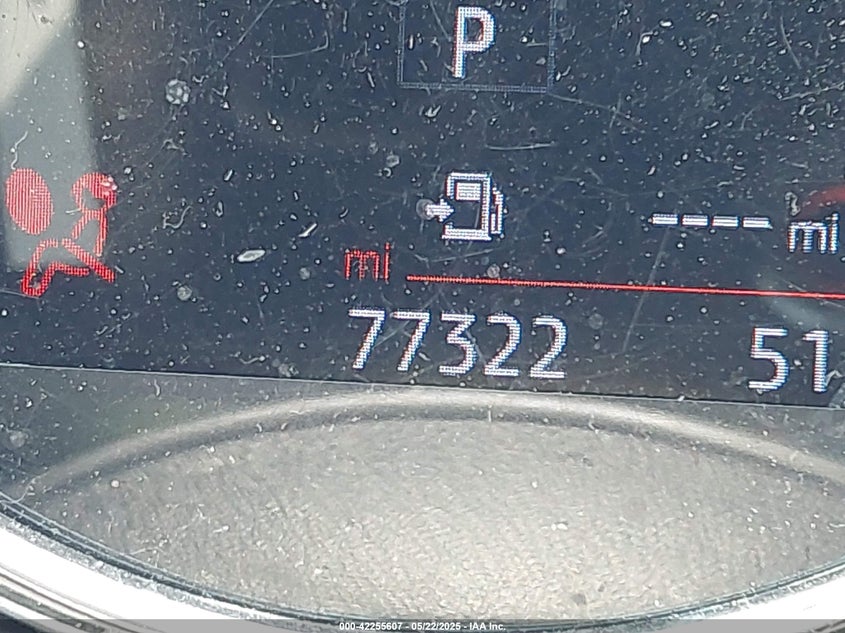 P
---- mi
mi
77322 51
000-42255607 - 05/22/2025 - IAA Inc.